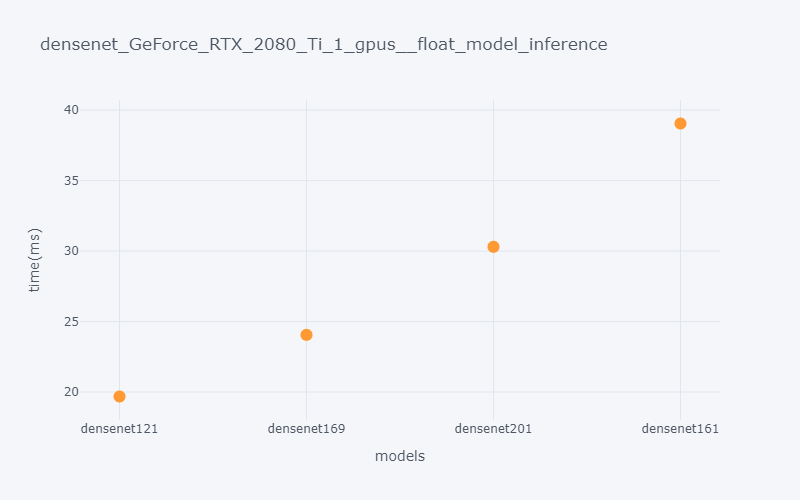 densenet_GeForce_RTX_2080_Ti_1_gpus__float_model_inference
time(ms)
40
35
30
25
20
densenet121 densenet169 densenet201 densenet161
models